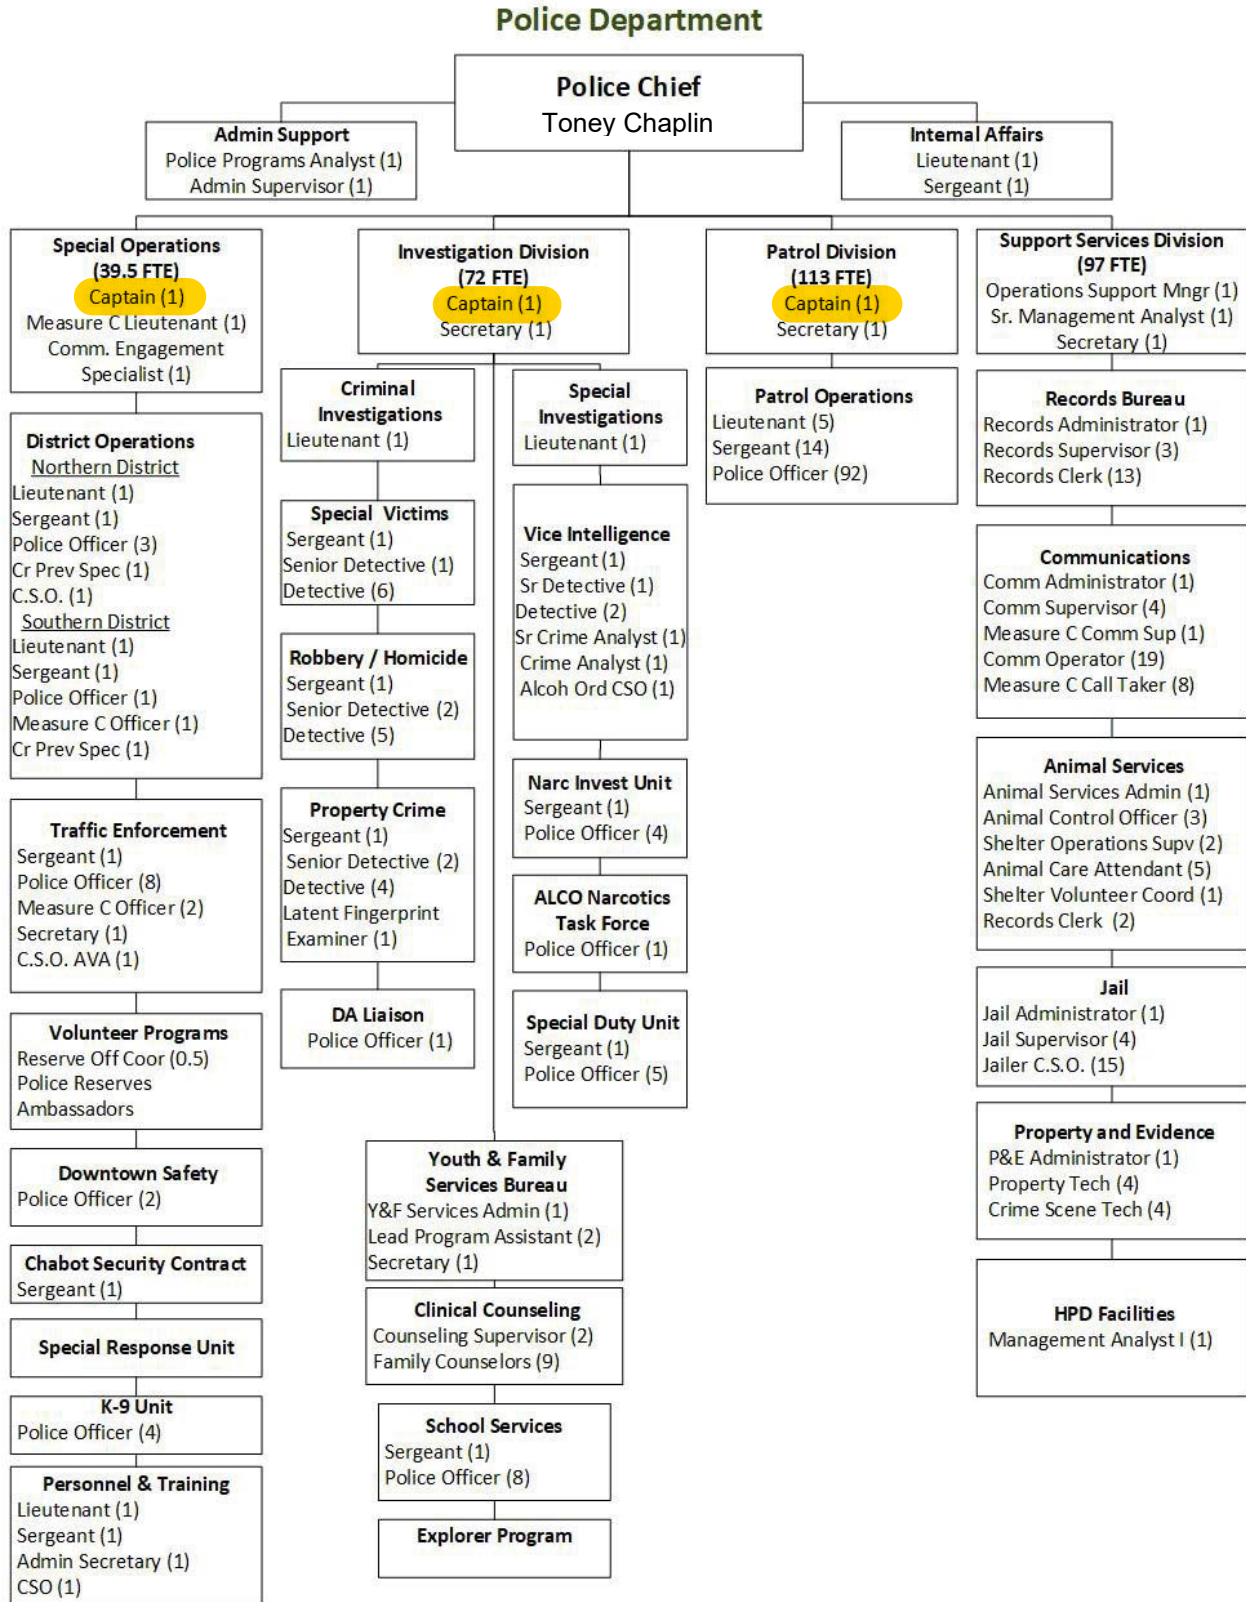 Police Department
Police Chief
Toney Chaplin
Admin Support
Police Programs Analyst (1)
Admin Supervisor (1)
Internal Affairs
Lieutenant (1)
Sergeant (1)
Special Operations
(39.5 FTE)
Captain (1)
Measure C Lieutenant (1)
Comm. Engagement
Specialist (1)
District Operations
Northern District
Lieutenant (1)
Sergeant (1)
Police Officer (3)
Cr Prev Spec (1)
C.S.O. (1)
Southern District
Lieutenant (1)
Sergeant (1)
Police Officer (1)
Measure C Officer (1)
Cr Prev Spec (1)
Traffic Enforcement
Sergeant (1)
Police Officer (8)
Measure C Officer (2)
Secretary (1)
C.S.O. AVA (1)
Volunteer Programs
Reserve Off Coor (0.5)
Police Reserves
Ambassadors
Downtown Safety
Police Officer (2)
Chabot Security Contract
Sergeant (1)
Special Response Unit
K-9 Unit
Police Officer (4)
Personnel & Training
Lieutenant (1)
Sergeant (1)
Admin Secretary (1)
CSO (1)
Investigation Division
(72 FTE)
Captain (1)
Secretary (1)
Criminal
Investigations
Lieutenant (1)
Special Victims
Sergeant (1)
Senior Detective (1)
Detective (6)
Robbery / Homicide
Sergeant (1)
Senior Detective (2)
Detective (5)
Property Crime
Sergeant (1)
Senior Detective (2)
Detective (4)
Latent Fingerprint
Examiner (1)
DA Liaison
Police Officer (1)
Special
Investigations
Lieutenant (1)
Vice Intelligence
Sergeant (1)
Sr Detective (1)
Detective (2)
Sr Crime Analyst (1)
Crime Analyst (1)
Alcoh Ord CSO (1)
Narc Invest Unit
Sergeant (1)
Police Officer (4)
ALCO Narcotics
Task Force
Police Officer (1)
Special Duty Unit
Sergeant (1)
Police Officer (5)
Youth & Family
Services Bureau
Y&F Services Admin (1)
Lead Program Assistant (2)
Secretary (1)
Clinical Counseling
Counseling Supervisor (2)
Family Counselors (9)
School Services
Sergeant (1)
Police Officer (8)
Explorer Program
Patrol Division
(113 FTE)
Captain (1)
Secretary (1)
Patrol Operations
Lieutenant (5)
Sergeant (14)
Police Officer (92)
Support Services Division
(97 FTE)
Operations Support Mngr (1)
Sr. Management Analyst (1)
Secretary (1)
Records Bureau
Records Administrator (1)
Records Supervisor (3)
Records Clerk (13)
Communications
Comm Administrator (1)
Comm Supervisor (4)
Measure C Comm Sup (1)
Comm Operator (19)
Measure C Call Taker (8)
Animal Services
Animal Services Admin (1)
Animal Control Officer (3)
Shelter Operations Supv (2)
Animal Care Attendant (5)
Shelter Volunteer Coord (1)
Records Clerk (2)
Jail
Jail Administrator (1)
Jail Supervisor (4)
Jailer C.S.O. (15)
Property and Evidence
P&E Administrator (1)
Property Tech (4)
Crime Scene Tech (4)
HPD Facilities
Management Analyst I (1)